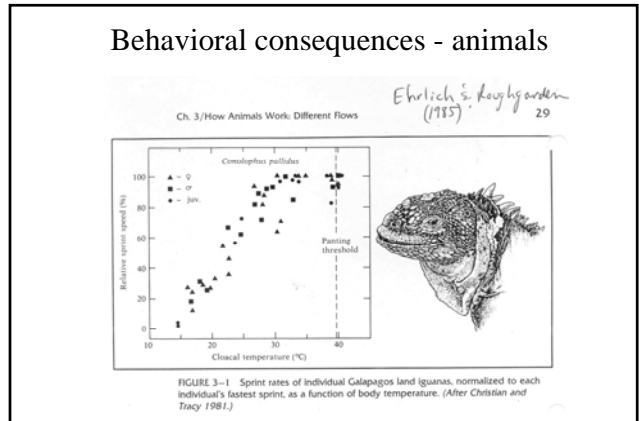 Behavioral consequences - animals
Ehrlich & Roughgarden
(1985)
Ch. 3/How Animals Work: Different Flows
29
Conolophus pallidus
▲ – ♀
■ – ♂
● – juv.
100
80
60
40
20
0
Relative sprint speed (%)
Panting
threshold
10
20
30
40
Cloacal temperature (°C)
FIGURE 3–1 Sprint rates of individual Galapagos land iguanas, normalized to each
individual's fastest sprint, as a function of body temperature. (After Christian and
Tracy 1981.)